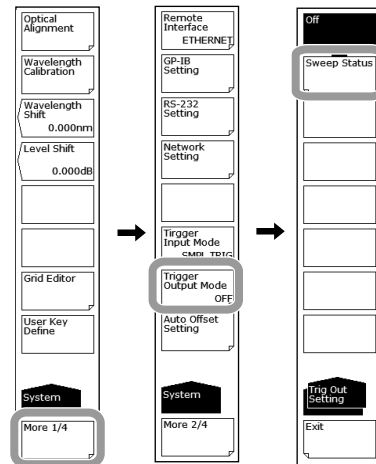 Optical
Alignment
Wavelength
Calibration
Wavelength
Shift
0.000nm
Level Shift
0.000dB
Grid Editor
User Key
Define
System
More 1/4
Remote
Interface
ETHERNET
GP-IB
Setting
RS-232
Setting
Network
Setting
Tirgger
Input Mode
SMPL TRIG
Trigger
Output Mode
OFF
Auto Offset
Setting
System
More 2/4
Off
Sweep Status
Trig Out
Setting
Exit